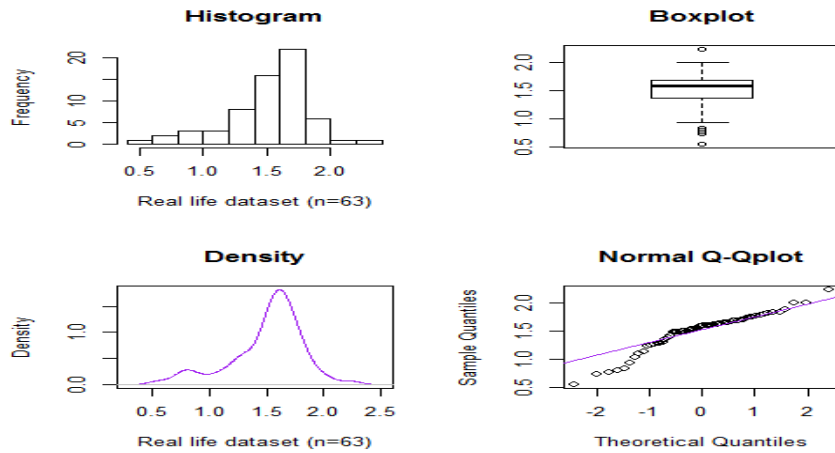 Histogram
Frequency
0 5 10 20
0.5 1.0 1.5 2.0
Real life dataset (n=63)
Boxplot
0.5 1.0 1.5 2.0
Density
Density
0.0 1.0
0.5 1.0 1.5 2.0 2.5
Real life dataset (n=63)
Normal Q-Qplot
Sample Quantiles
0.5 1.0 1.5 2.0
-2 -1 0 1 2
Theoretical Quantiles